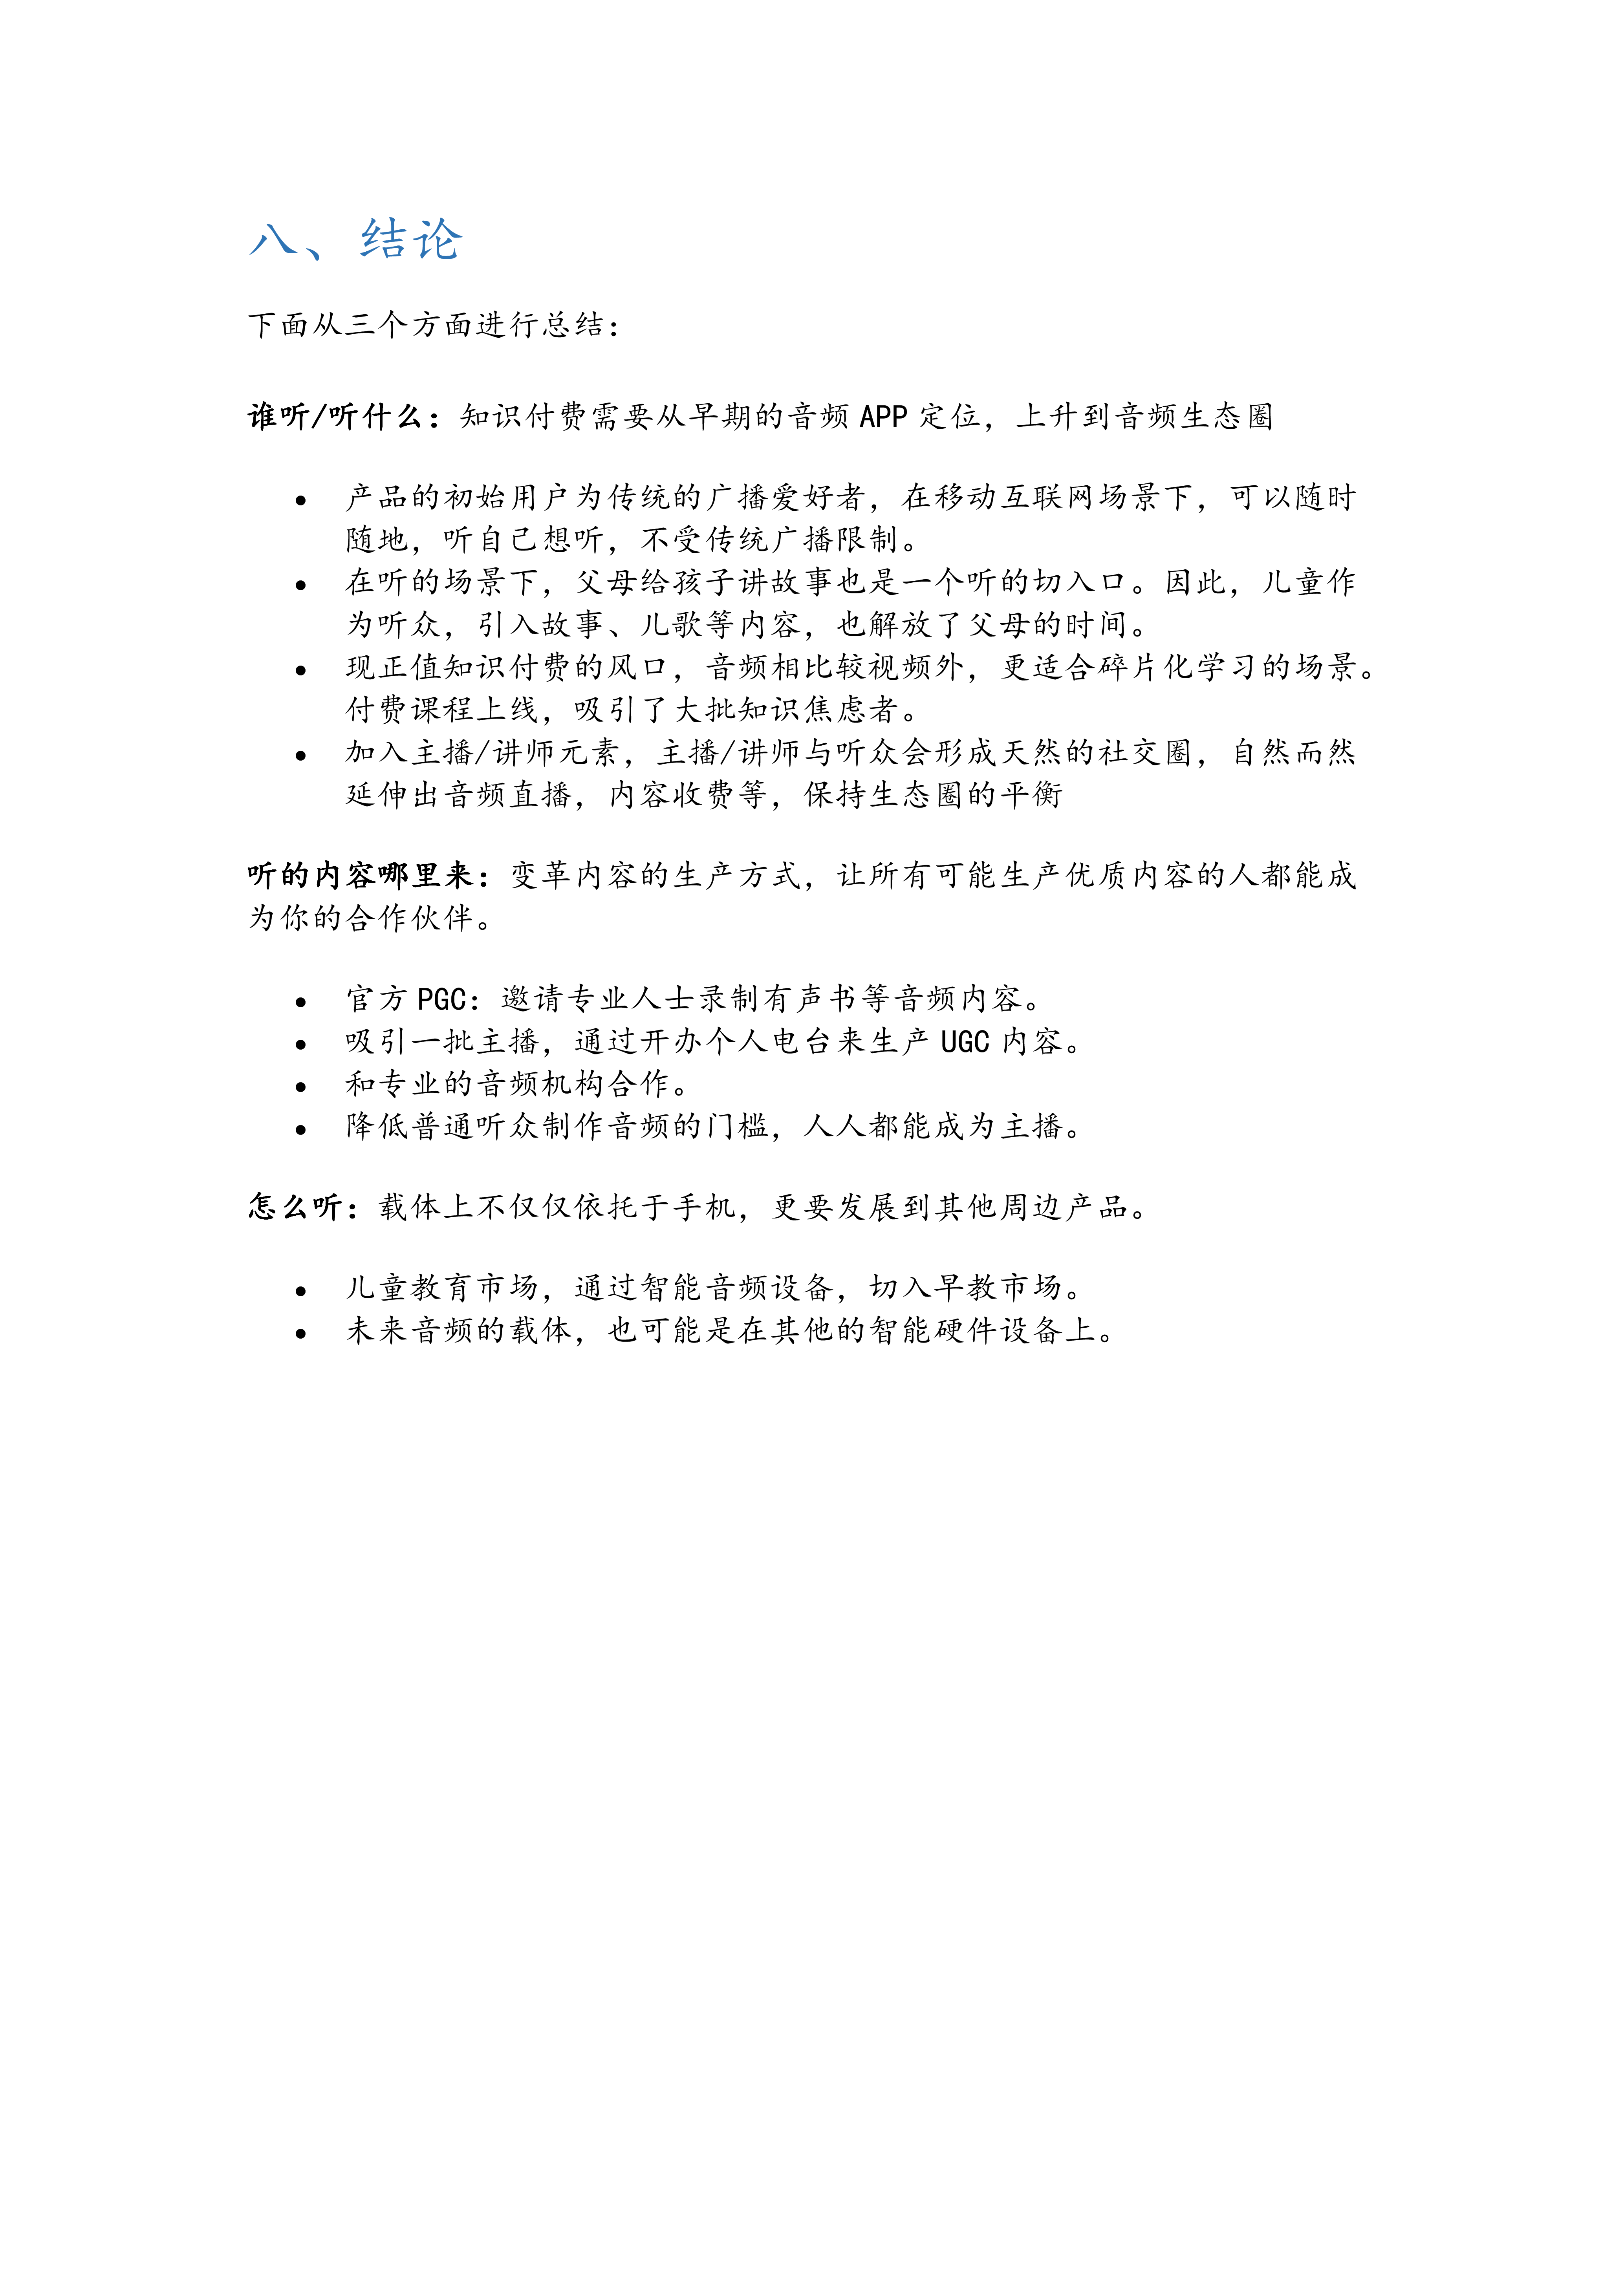 八、结论
下面从三个方面进行总结：
谁听/听什么：知识付费需要从早期的音频 APP 定位，上升到音频生态圈
• 产品的初始用户为传统的广播爱好者，在移动互联网场景下，可以随时
随地，听自己想听，不受传统广播限制。
• 在听的场景下，父母给孩子讲故事也是一个听的切入口。因此，儿童作
为听众，引入故事、儿歌等内容，也解放了父母的时间。
• 现正值知识付费的风口，音频相比较视频外，更适合碎片化学习的场景。
付费课程上线，吸引了大批知识焦虑者。
• 加入主播/讲师元素，主播/讲师与听众会形成天然的社交圈，自然而然
延伸出音频直播，内容收费等，保持生态圈的平衡
听的内容哪里来：变革内容的生产方式，让所有可能生产优质内容的人都能成
为你的合作伙伴。
• 官方 PGC：邀请专业人士录制有声书等音频内容。
• 吸引一批主播，通过开办个人电台来生产 UGC 内容。
• 和专业的音频机构合作。
• 降低普通听众制作音频的门槛，人人都能成为主播。
怎么听：载体上不仅仅依托于手机，更要发展到其他周边产品。
• 儿童教育市场，通过智能音频设备，切入早教市场。
• 未来音频的载体，也可能是在其他的智能硬件设备上。